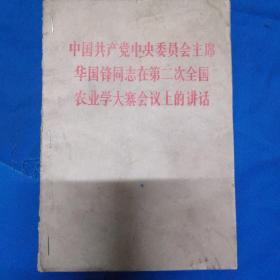 中国共产党中央委员会主席
华国锋同志在第二次全国
农业学大寨会议上的讲话